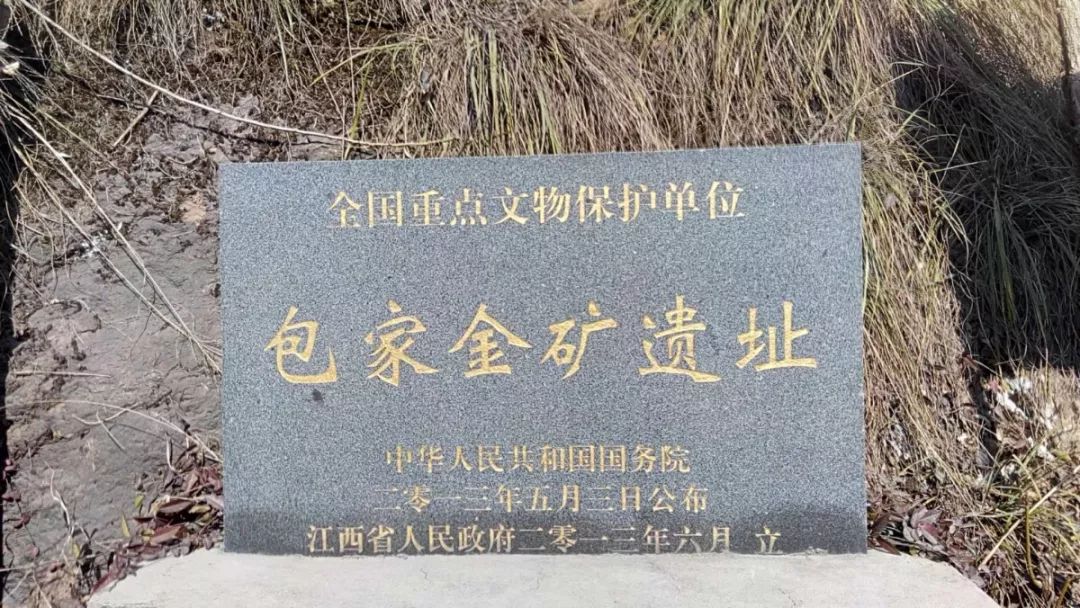 全国重点文物保护单位
包家金矿遗址
中华人民共和国国务院
二零一三年五月三日公布
江西省人民政府二零一三年六月 立